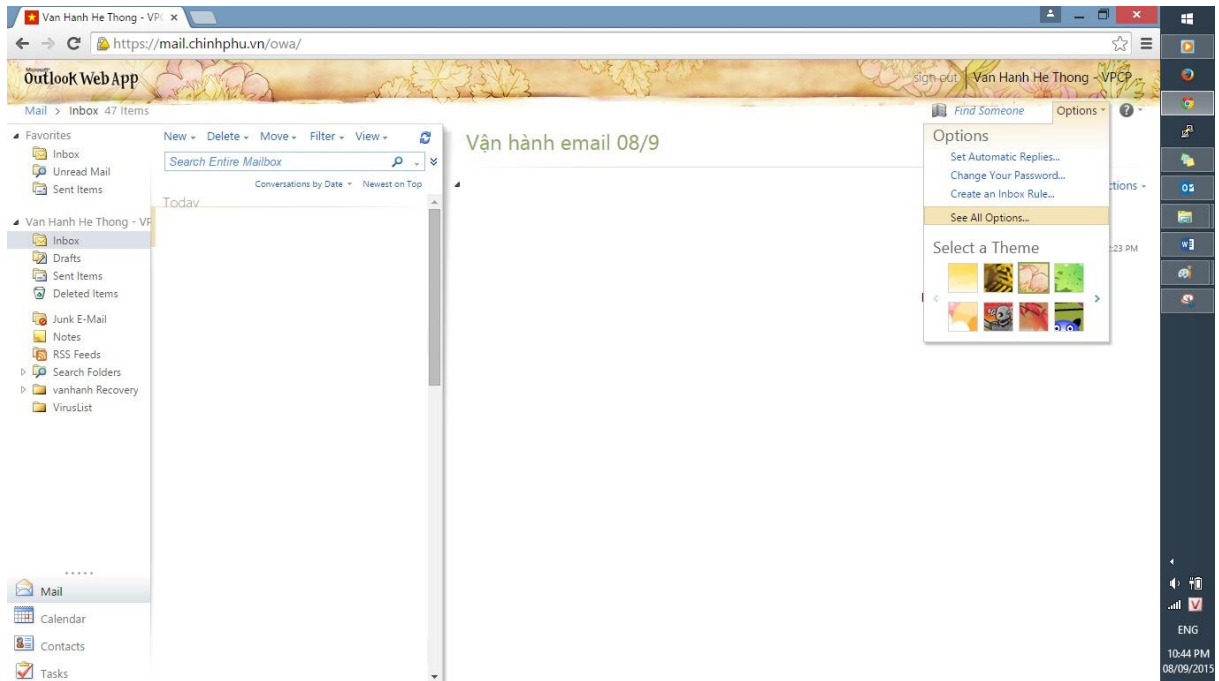 Van Hanh He Thong - VPC
https://mail.chinhphu.vn/owa/
Microsoft
Outlook Web App
sign out
Van Hanh He Thong - VPCP
Mail > Inbox 47 Items
Find Someone
Options
Favorites
Inbox
Unread Mail
Sent Items
Van Hanh He Thong - VP
Inbox
Drafts
Sent Items
Deleted Items
Junk E-Mail
Notes
RSS Feeds
Search Folders
vanhanh Recovery
VirusList
Mail
Calendar
Contacts
Tasks
New Delete Move Filter View
Search Entire Mailbox
Conversations by Date Newest on Top
Today
Vận hành email 08/9
Options
Set Automatic Replies...
Change Your Password...
Create an Inbox Rule...
See All Options...
Select a Theme
ctions
:23 PM
ENG
10:44 PM
08/09/2015